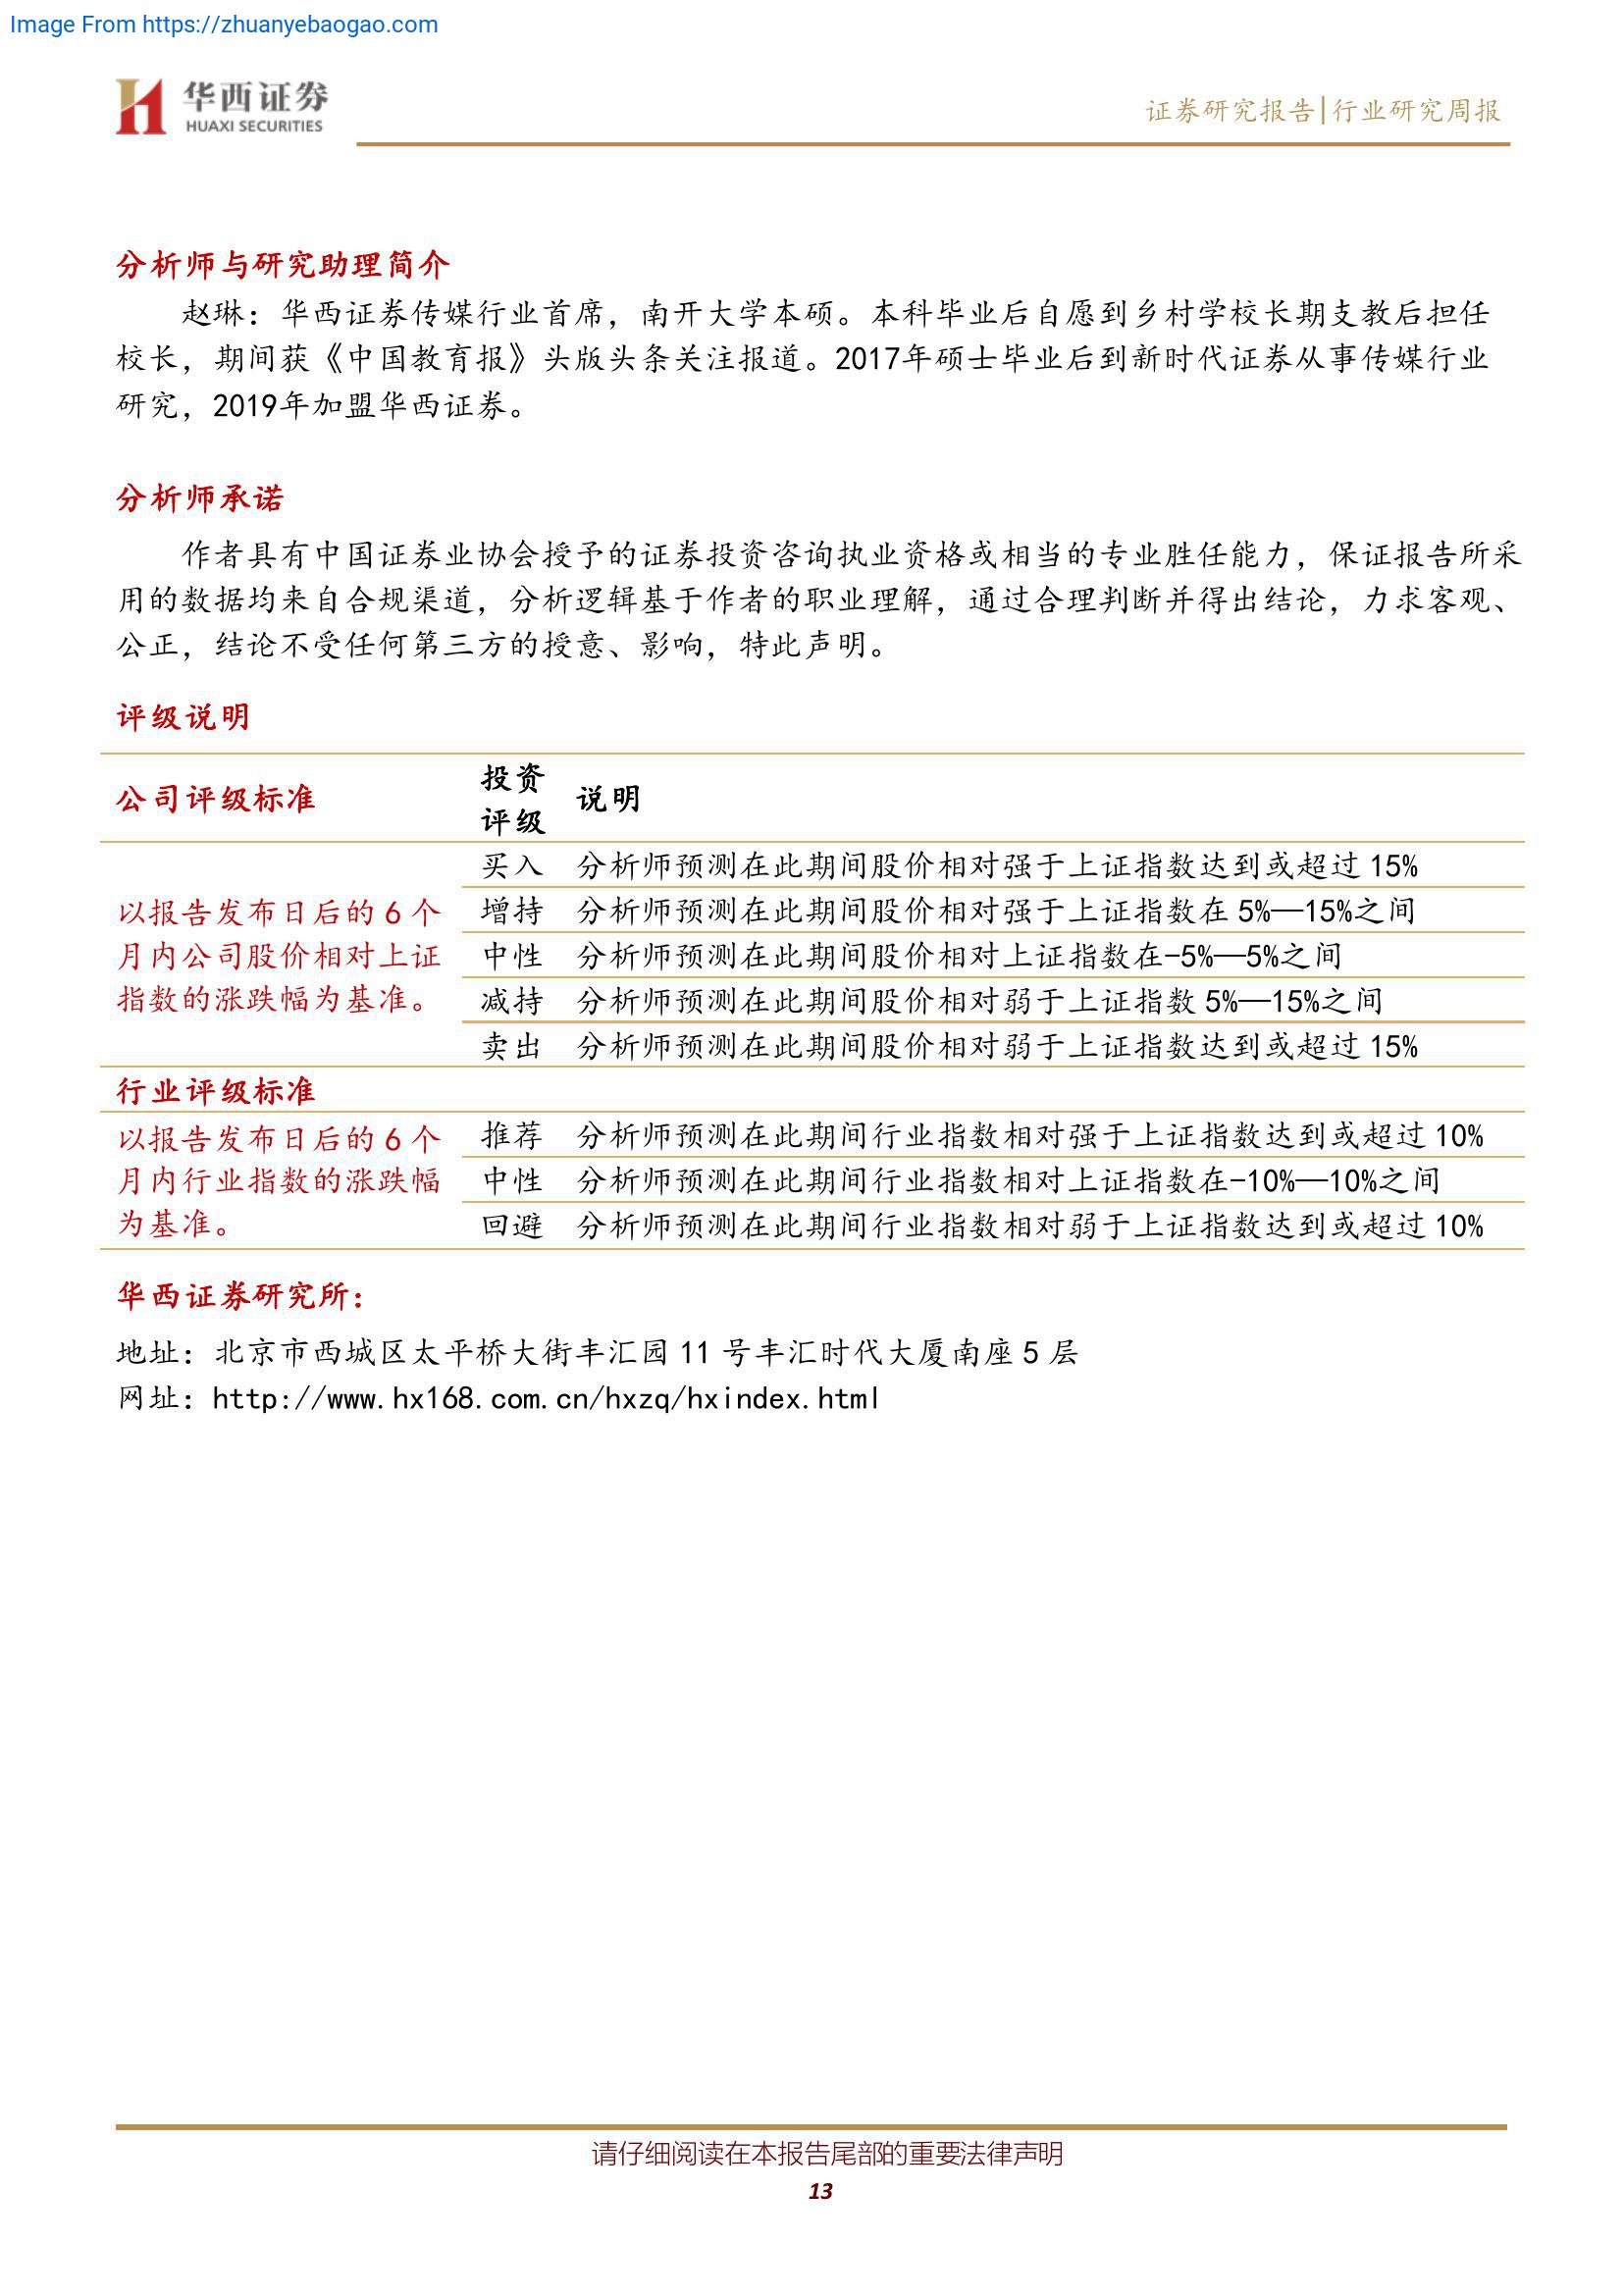 Image From https://zhuanyebaogao.com
华西证券
HUAXI SECURITIES
证券研究报告|行业研究周报
分析师与研究助理简介
赵琳：华西证券传媒行业首席，南开大学本硕。本科毕业后自愿到乡村学校长期支教后担任
校长，期间获《中国教育报》头版头条关注报道。2017年硕士毕业后到新时代证券从事传媒行业
研究，2019年加盟华西证券。
分析师承诺
作者具有中国证券业协会授予的证券投资咨询执业资格或相当的专业胜任能力，保证报告所采
用的数据均来自合规渠道，分析逻辑基于作者的职业理解，通过合理判断并得出结论，力求客观、
公正，结论不受任何第三方的授意、影响，特此声明。
评级说明
公司评级标准
投资
评级
说明
以报告发布日后的 6 个
月内公司股价相对上证
指数的涨跌幅为基准。
买入 分析师预测在此期间股价相对强于上证指数达到或超过 15%
增持 分析师预测在此期间股价相对强于上证指数在 5%—15%之间
中性 分析师预测在此期间股价相对上证指数在-5%—5%之间
减持 分析师预测在此期间股价相对弱于上证指数 5%—15%之间
卖出 分析师预测在此期间股价相对弱于上证指数达到或超过 15%
行业评级标准
以报告发布日后的 6 个
月内行业指数的涨跌幅
为基准。
推荐 分析师预测在此期间行业指数相对强于上证指数达到或超过 10%
中性 分析师预测在此期间行业指数相对上证指数在-10%—10%之间
回避 分析师预测在此期间行业指数相对弱于上证指数达到或超过 10%
华西证券研究所：
地址：北京市西城区太平桥大街丰汇园 11 号丰汇时代大厦南座 5 层
网址：http://www.hx168.com.cn/hxzq/hxindex.html
请仔细阅读在本报告尾部的重要法律声明
13